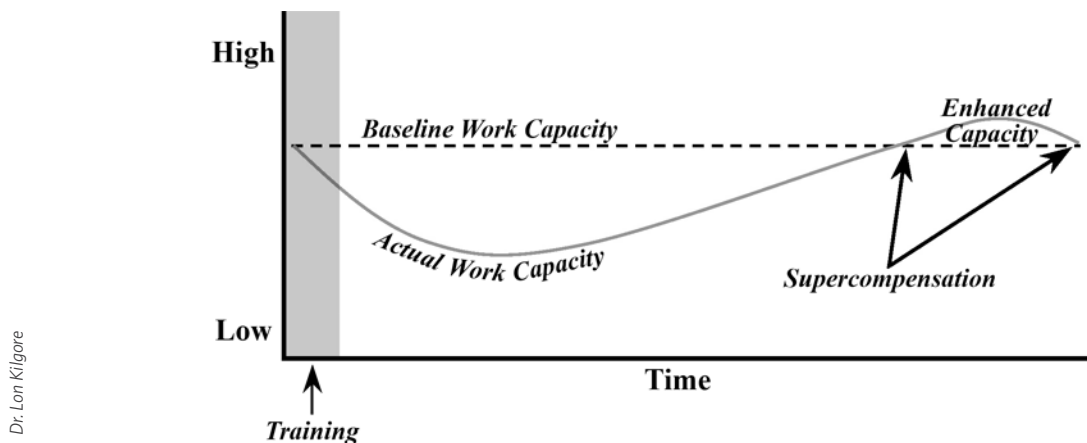 High
Baseline Work Capacity
Enhanced
Capacity
Actual Work Capacity
Supercompensation
Low
Time
Training
Dr. Lon Kilgore